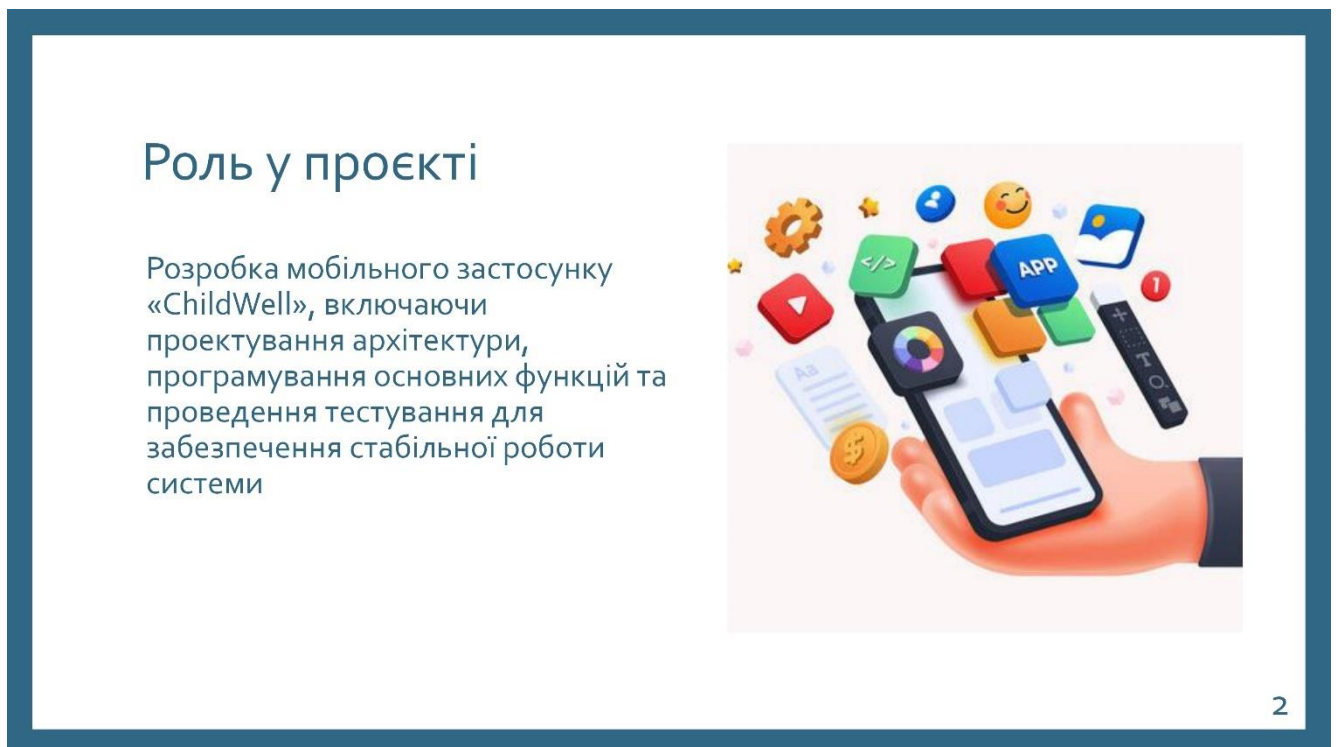 Роль у проєкті
Розробка мобільного застосунку
«ChildWell», включаючи
проектування архітектури,
програмування основних функцій та
проведення тестування для
забезпечення стабільної роботи
системи
</>
APP
1
Aa
$
T
2